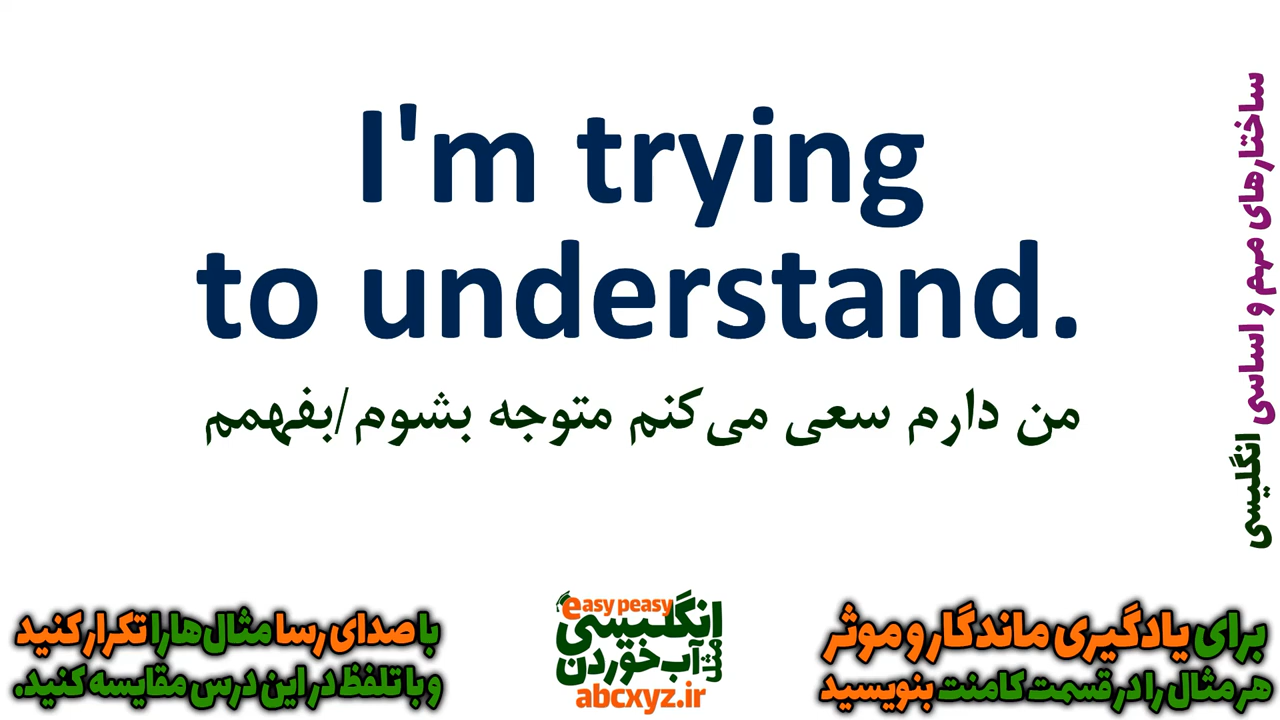 I'm trying
to understand.
من دارم سعی می‌کنم متوجه بشوم/بفهمم
ساختارهای مهم و اساسی انگلیسی
با صدای رسا مثال‌ها را تکرار کنید
و با تلفظ در این درس مقایسه کنید.
easy peasy
انگلیسی
مثل آب خوردن
abcxyz.ir
برای یادگیری ماندگار و موثر
هر مثال را در قسمت کامنت بنویسید